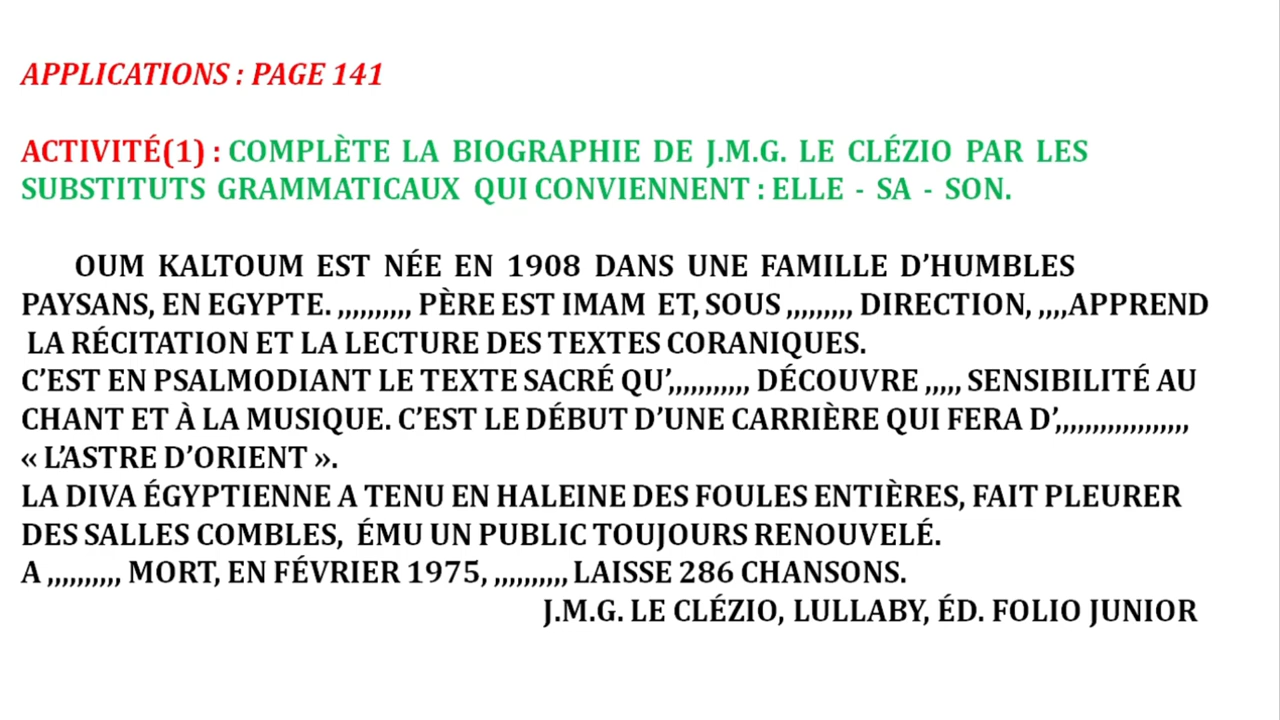 APPLICATIONS : PAGE 141
ACTIVITÉ(1) : COMPLÈTE LA BIOGRAPHIE DE J.M.G. LE CLÉZIO PAR LES
SUBSTITUTS GRAMMATICAUX QUI CONVIENNENT : ELLE - SA - SON.
OUM KALTOUM EST NÉE EN 1908 DANS UNE FAMILLE D’HUMBLES
PAYSANS, EN EGYPTE. ,,,,,,,,,, PÈRE EST IMAM ET, SOUS ,,,,,,,,, DIRECTION, ,,,,APPREND
LA RÉCITATION ET LA LECTURE DES TEXTES CORANIQUES.
C’EST EN PSALMODIANT LE TEXTE SACRÉ QU’,,,,,,,,,,, DÉCOUVRE ,,,,, SENSIBILITÉ AU
CHANT ET À LA MUSIQUE. C’EST LE DÉBUT D’UNE CARRIÈRE QUI FERA D’,,,,,,,,,,,,,,,,,,
« L’ASTRE D’ORIENT ».
LA DIVA ÉGYPTIENNE A TENU EN HALEINE DES FOULES ENTIÈRES, FAIT PLEURER
DES SALLES COMBLES, ÉMU UN PUBLIC TOUJOURS RENOUVELÉ.
A ,,,,,,,,,, MORT, EN FÉVRIER 1975, ,,,,,,,,,, LAISSE 286 CHANSONS.
J.M.G. LE CLÉZIO, LULLABY, ÉD. FOLIO JUNIOR